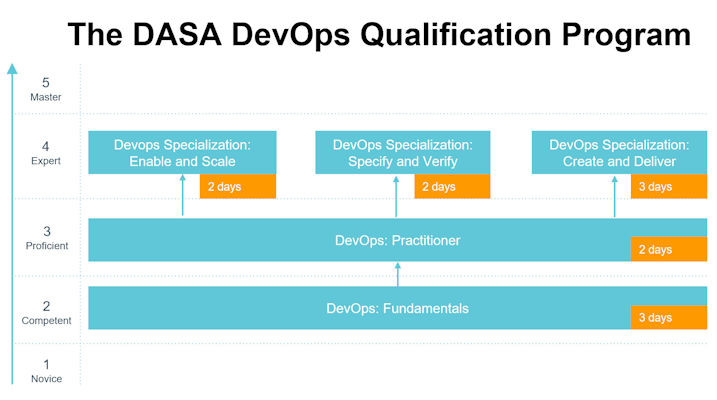 The DASA DevOps Qualification Program
5
Master
4
Expert
Devops Specialization:
Enable and Scale
2 days
DevOps Specialization:
Specify and Verify
2 days
DevOps Specialization:
Create and Deliver
3 days
3
Proficient
DevOps: Practitioner
2 days
2
Competent
DevOps: Fundamentals
3 days
1
Novice